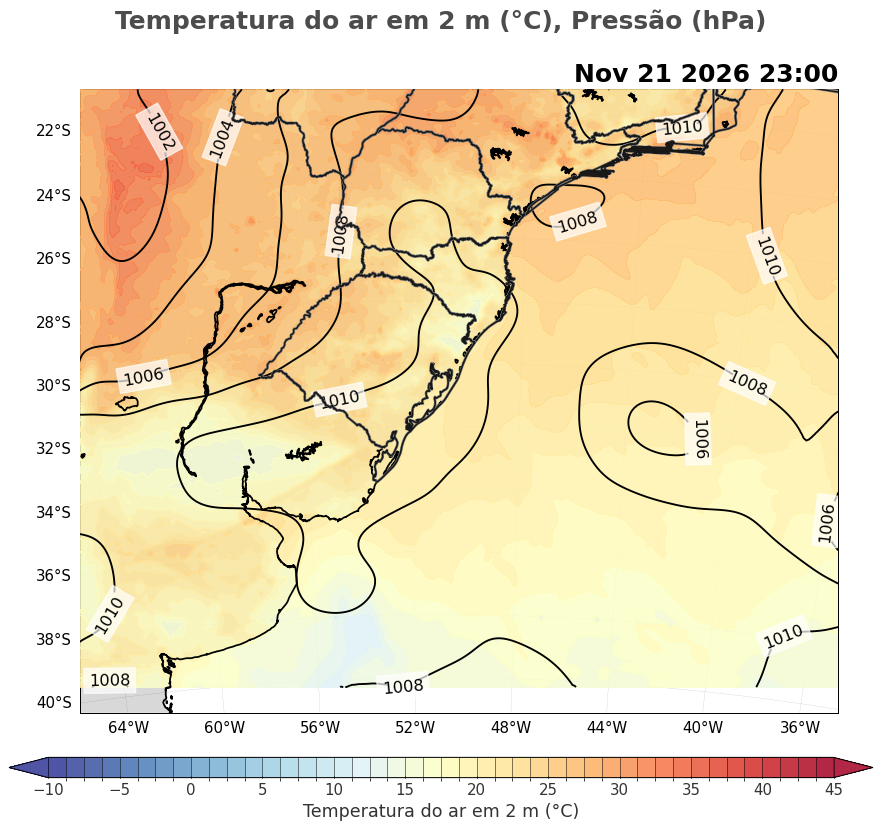 Temperatura do ar em 2 m (°C), Pressão (hPa)
Nov 21 2026 23:00
22°S
24°S
26°S
28°S
30°S
32°S
34°S
36°S
38°S
40°S
1002
1004
1010
1008
1008
1010
1006
1010
1008
1006
1006
1010
1010
1008
1008
64°W
60°W
56°W
52°W
48°W
44°W
40°W
36°W
−10
−5
0
5
10
15
20
25
30
35
40
45
Temperatura do ar em 2 m (°C)